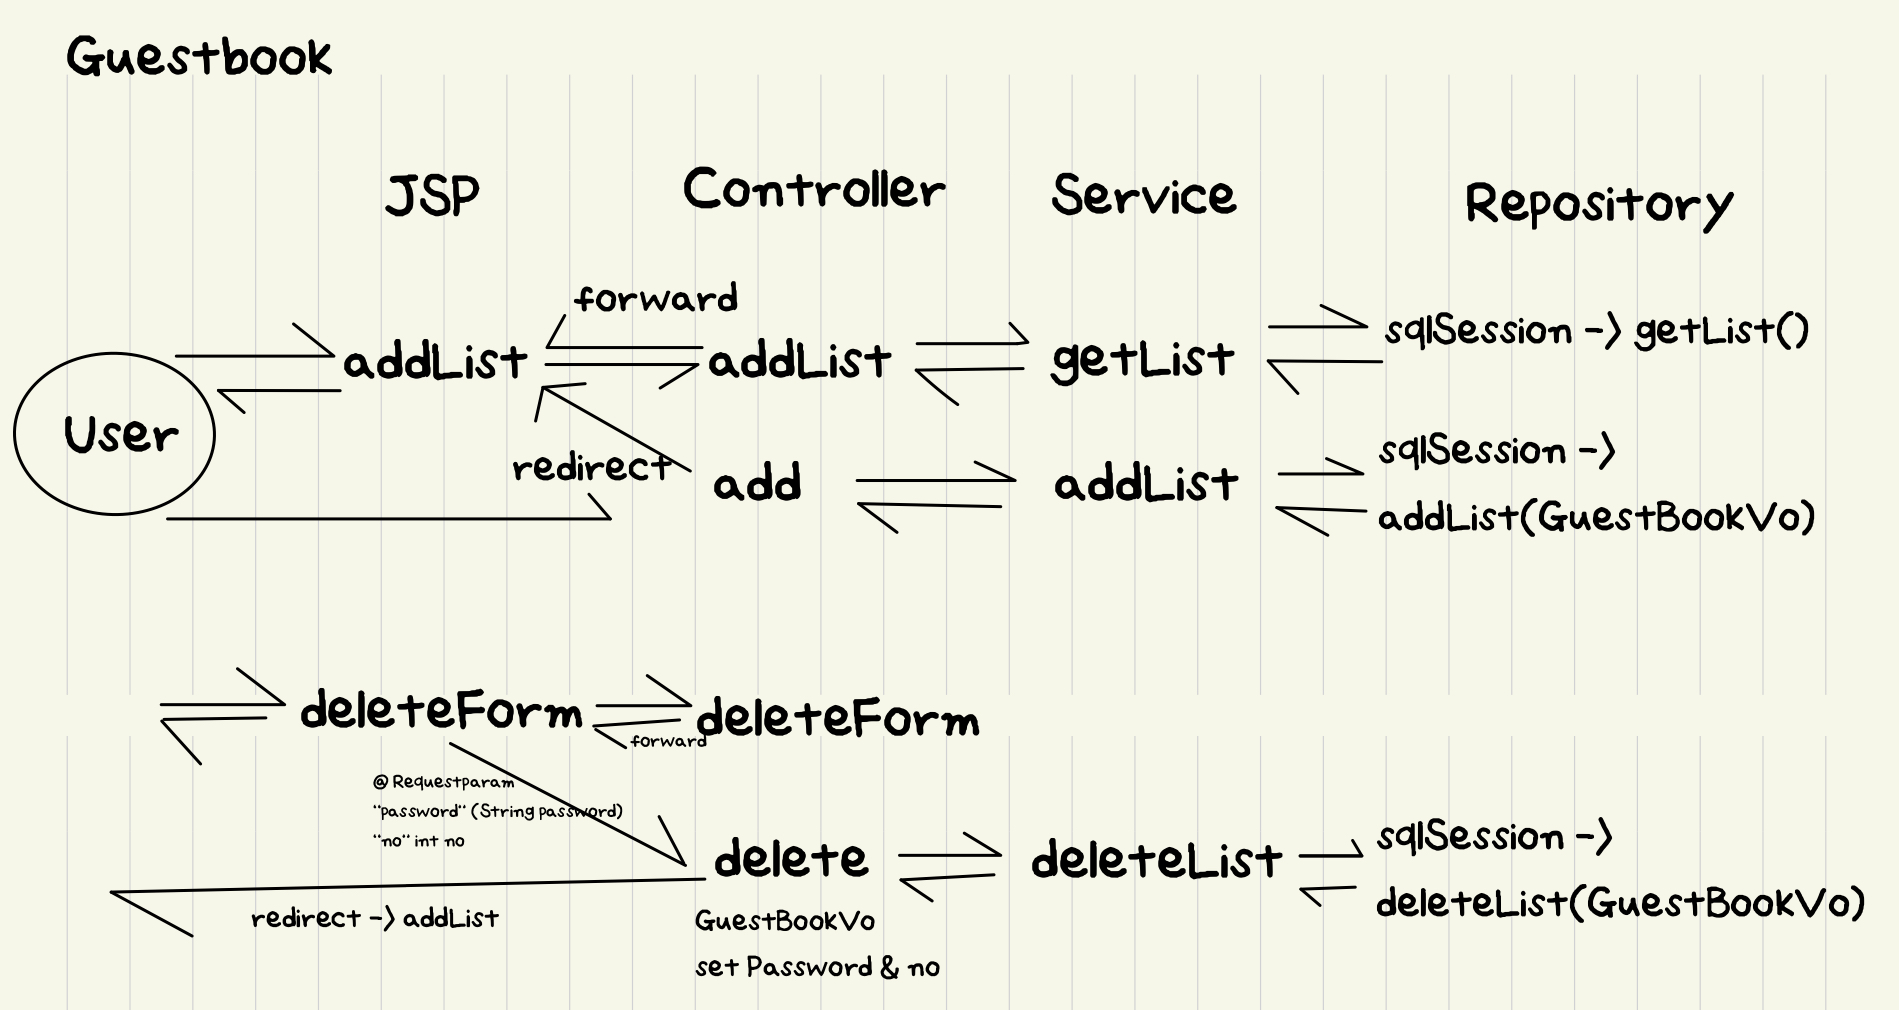 Guestbook
JSP
Controller
Service
Repository
forward
addList
addList
getList
sqlSession -> getList()
User
redirect
add
addList
sqlSession ->
addList(GuestBookVo)
deleteForm
deleteForm
forward
@Requestparam
"password" (String password)
"no" int no
delete
deleteList
sqlSession ->
deleteList(GuestBookVo)
redirect -> addList
GuestBookVo
set Password & no